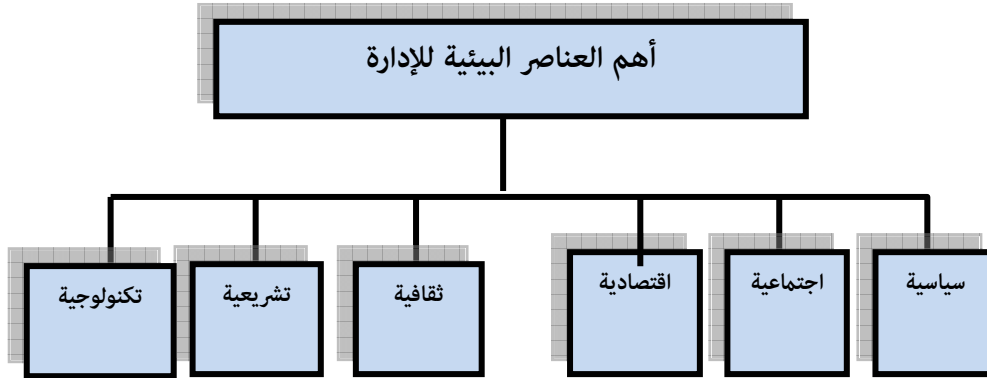 أهم العناصر البيئية للإدارة
سياسية
اجتماعية
اقتصادية
ثقافية
تشريعية
تكنولوجية